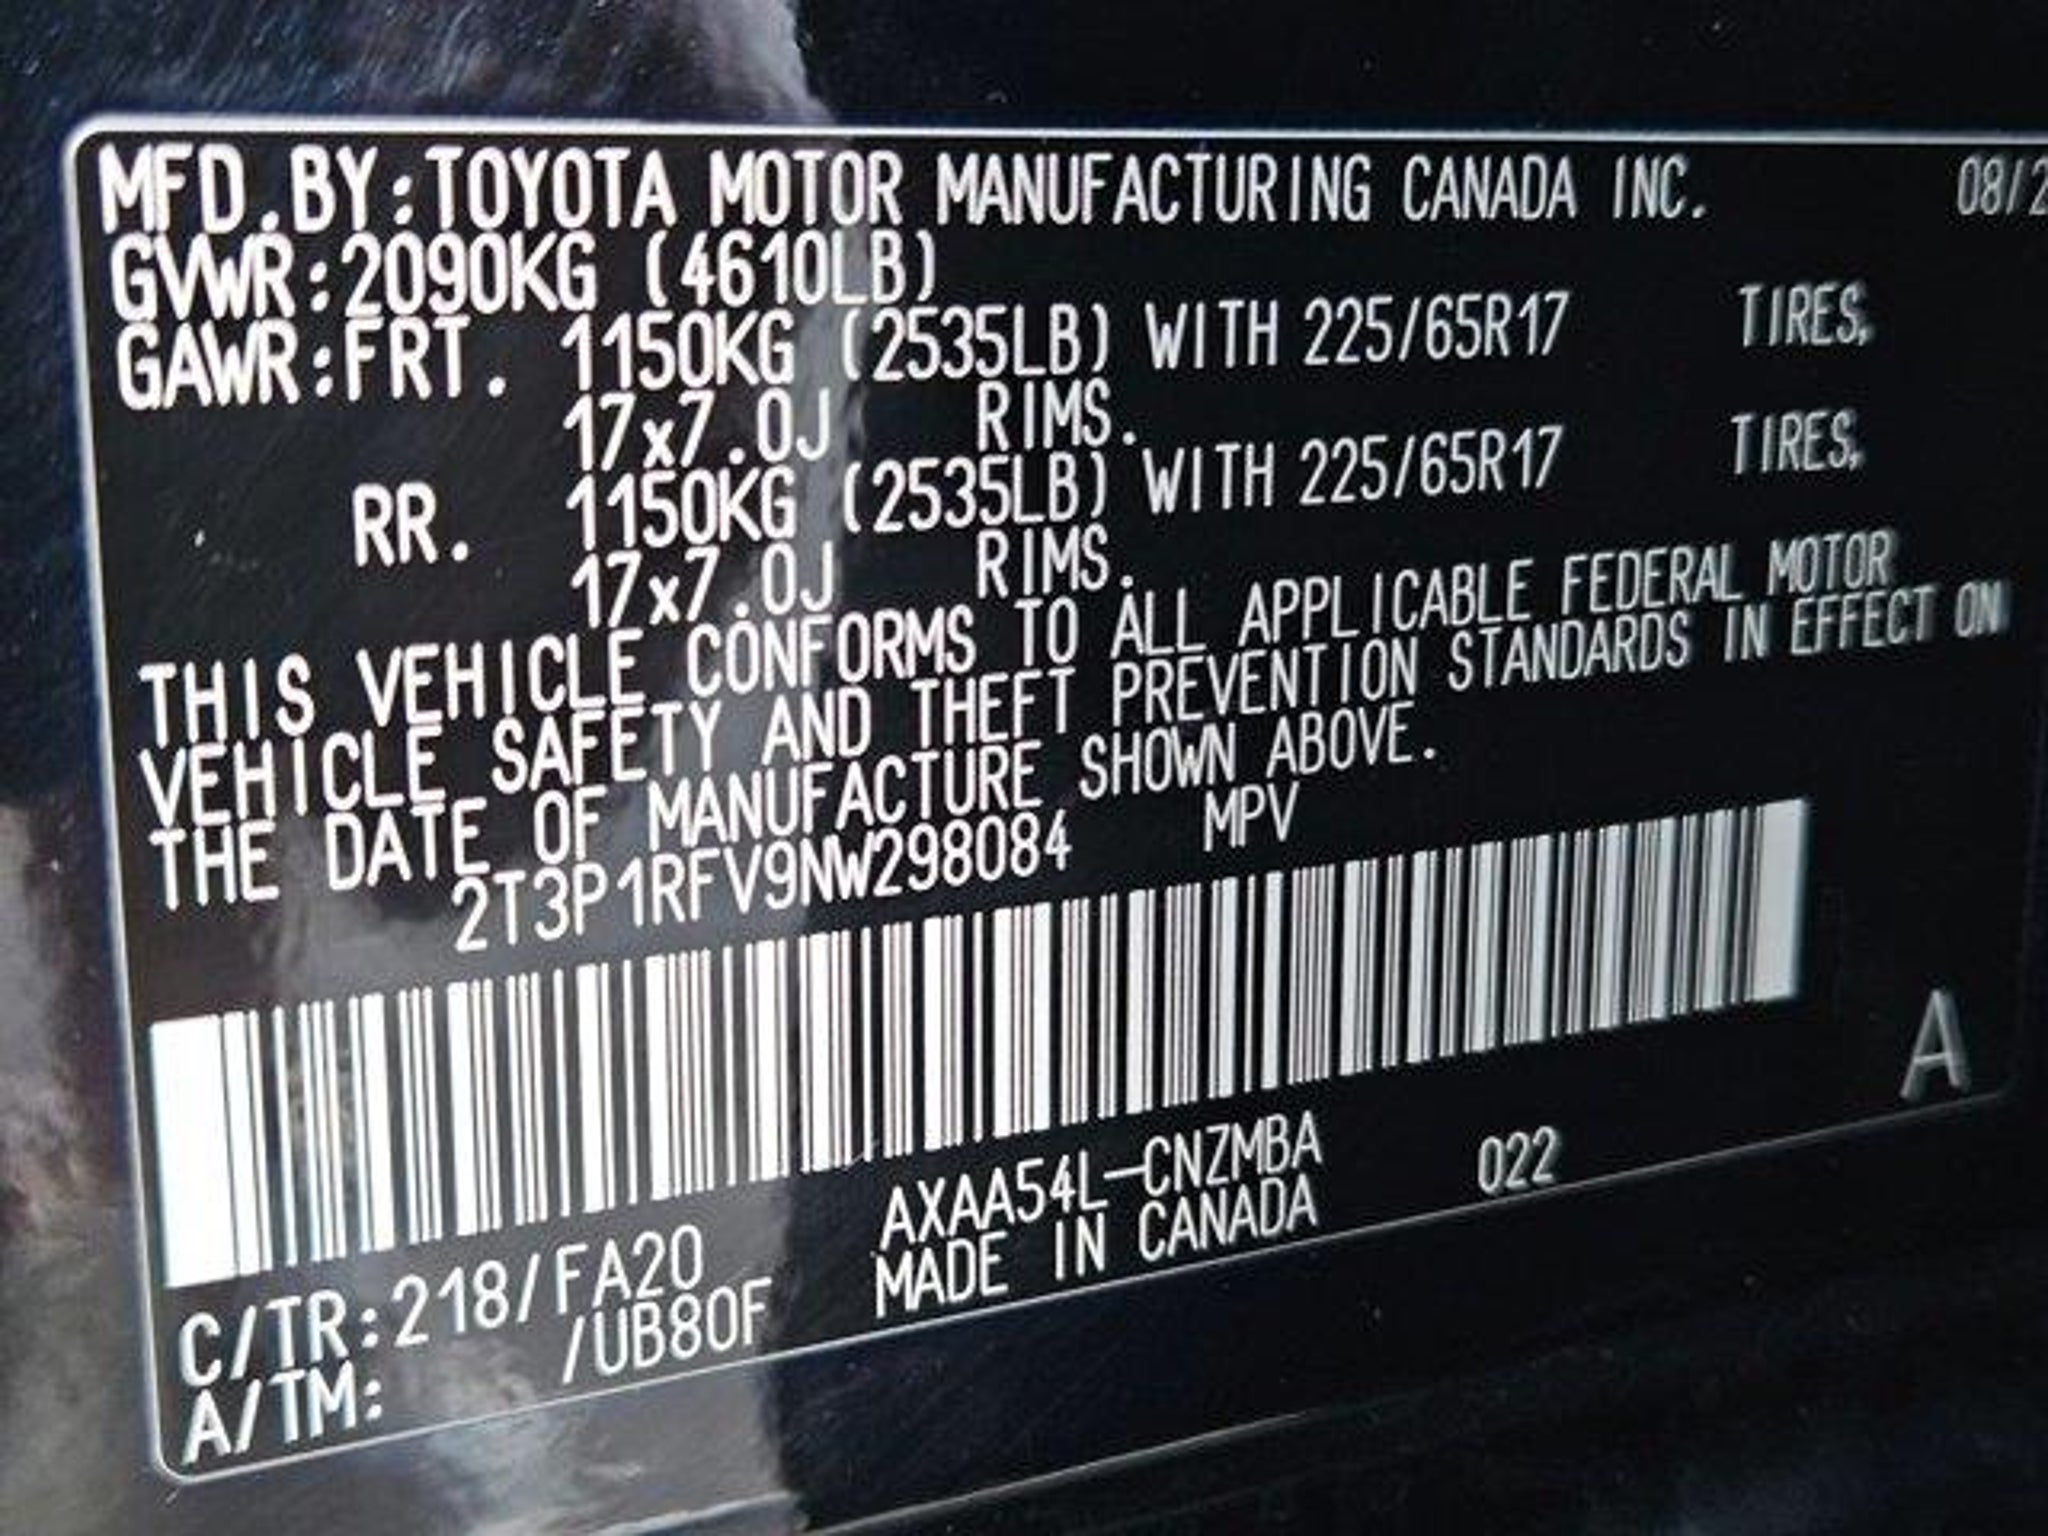 MFD.BY:TOYOTA MOTOR MANUFACTURING CANADA INC. 08/2
GVWR:2090KG (4610LB)
GAWR:FRT. 1150KG (2535LB) WITH 225/65R17 TIRES,
17x7.0J RIMS.
RR. 1150KG (2535LB) WITH 225/65R17 TIRES,
17x7.0J RIMS.
THIS VEHICLE CONFORMS TO ALL APPLICABLE FEDERAL MOTOR
VEHICLE SAFETY AND THEFT PREVENTION STANDARDS IN EFFECT ON
THE DATE OF MANUFACTURE SHOWN ABOVE.
2T3P1RFV9NW298084 MPV
A
AXAA54L-CNZMBA 022
MADE IN CANADA
C/TR:218/FA20
A/TM: /UB80F